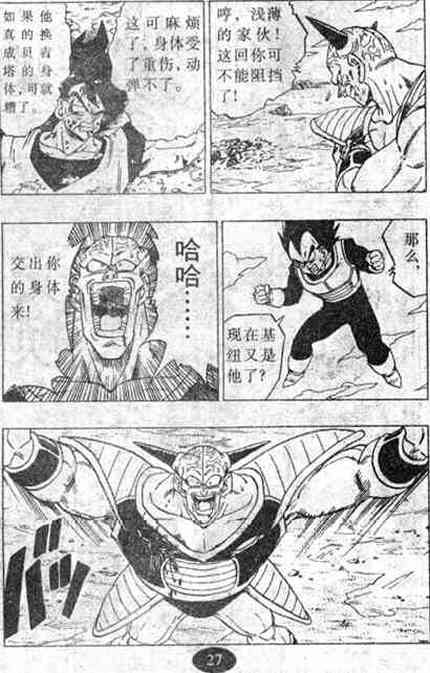 哼，浅薄
的家伙！
这回你可
不能阻挡
了！
这可麻烦
了，身体受
了重伤，动
弹不了。
如果他
真的换
成贝吉
塔的身
体，可就
糟了。
那么、
现在基
纽又是
他了？
哈哈……
交出你
的身体
来！
バッ
27